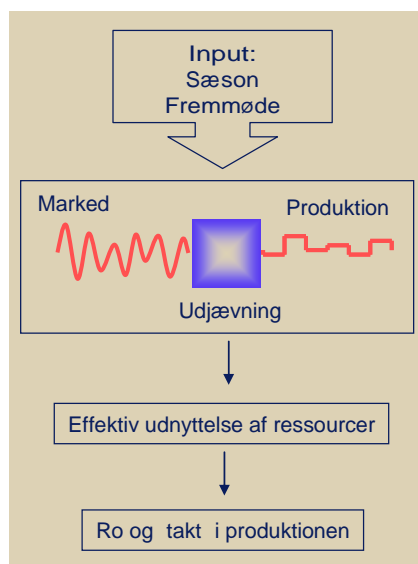 Input:
Sæson
Fremmøde
Marked
Produktion
Udjævning
Effektiv udnyttelse af ressourcer
Ro og takt i produktionen